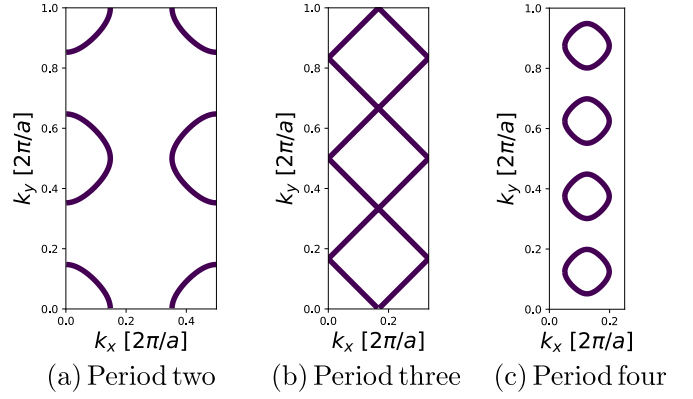 1.0
0.8
0.6
0.4
0.2
0.0
k_y [2π/a]
0.0 0.2 0.4
k_x [2π/a]
(a) Period two
1.0
0.8
0.6
0.4
0.2
0.0
k_y [2π/a]
0.0 0.2
k_x [2π/a]
(b) Period three
1.0
0.8
0.6
0.4
0.2
0.0
k_y [2π/a]
0.0 0.2
k_x [2π/a]
(c) Period four